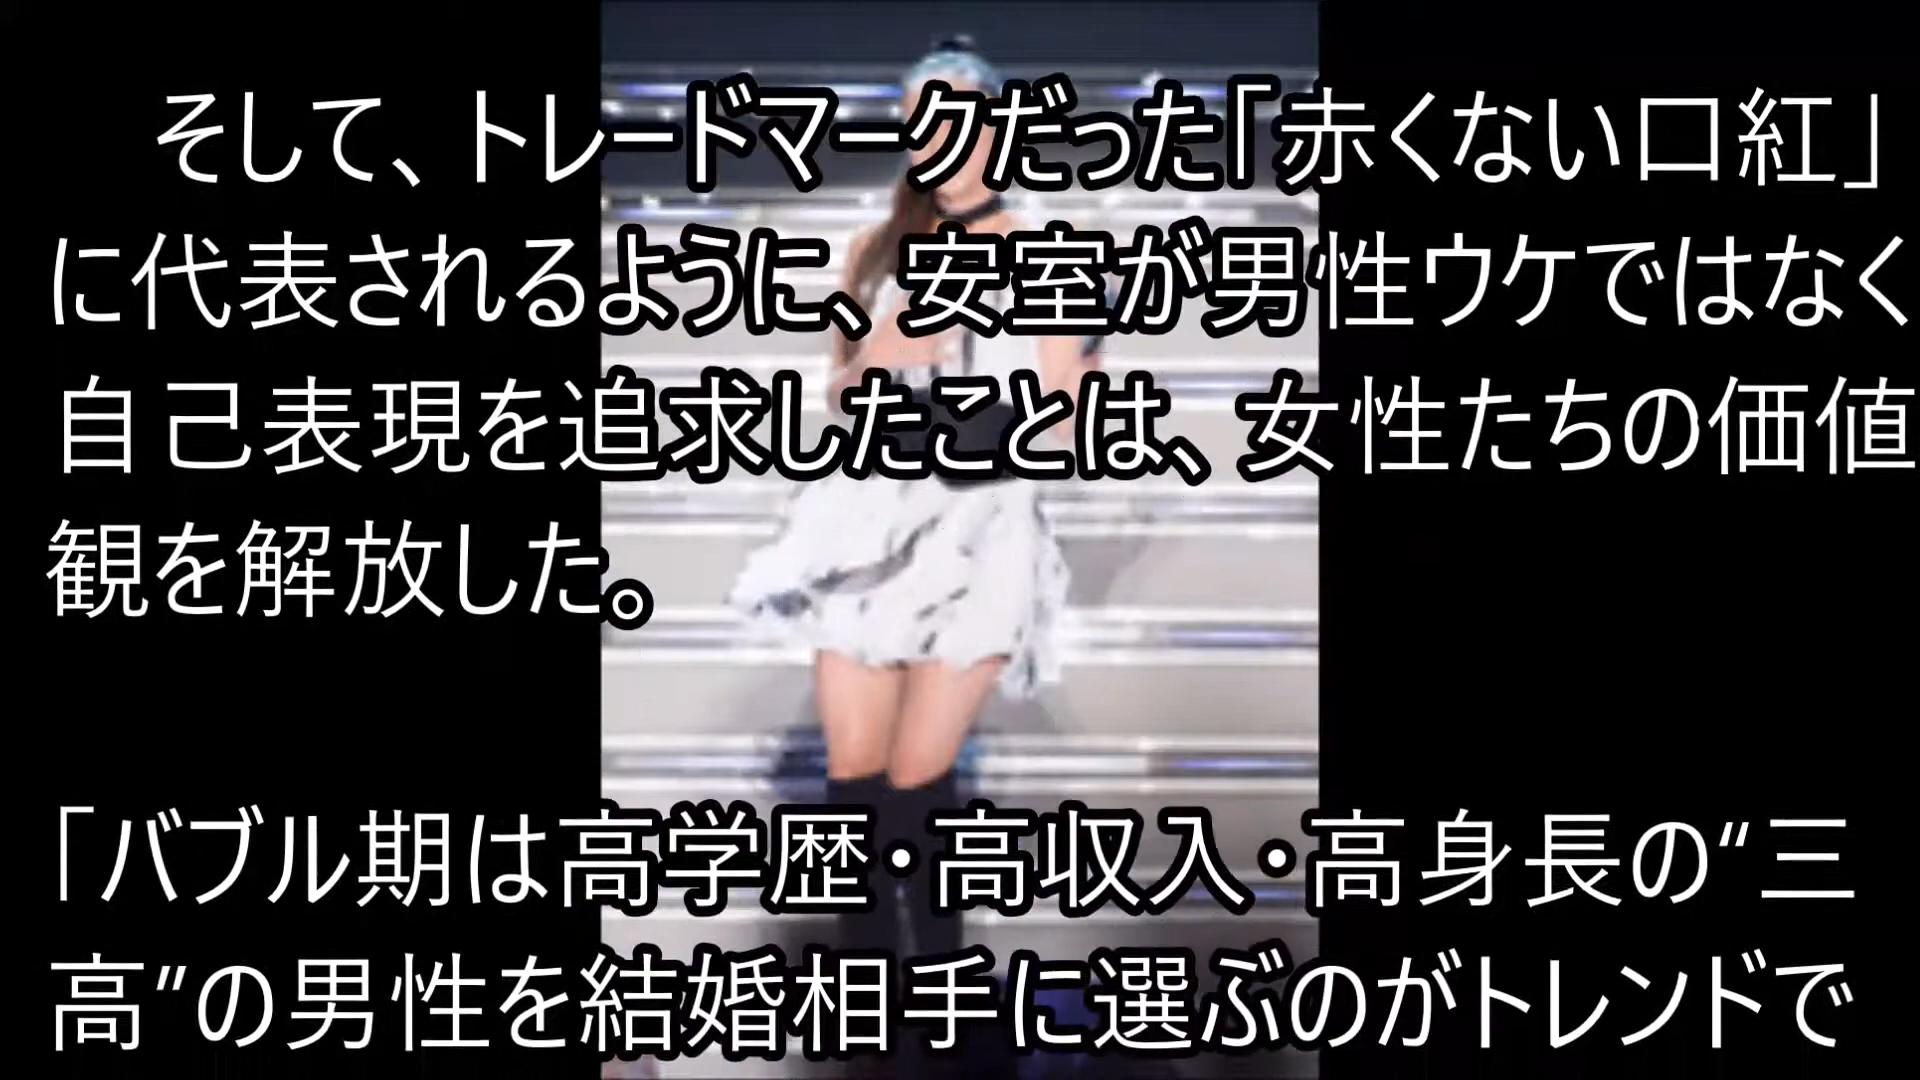 そして、トレードマークだった「赤くない口紅」
に代表されるように、安室が男性ウケではなく
自己表現を追求したことは、女性たちの価値
観を解放した。
「バブル期は高学歴・高収入・高身長の“三
高”の男性を結婚相手に選ぶのがトレンドで